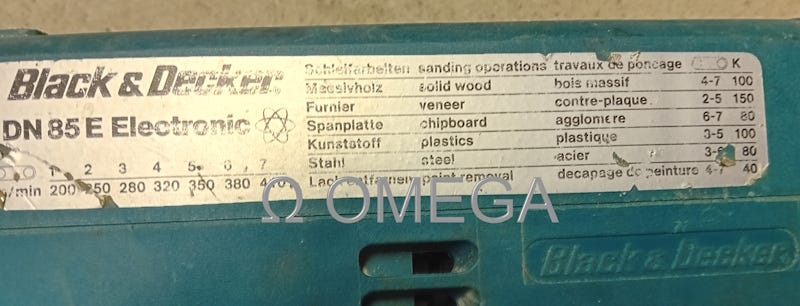 Black & Decker
DN 85 E Electronic
1 2 3 4 5 6 7
/min 200 250 280 320 350 380
Schleifarbeiten sanding operations travaux de poncage K
Massivholz solid wood bois massif 4-7 100
Furnier veneer contre-plaque 2-5 150
Spanplatte chipboard agglomere 6-7 80
Kunststoff plastics plastique 3-5 100
Stahl steel acier 80
paint removal decapage de peinture 4-7 40
Ω OMEGA
Black & Decker